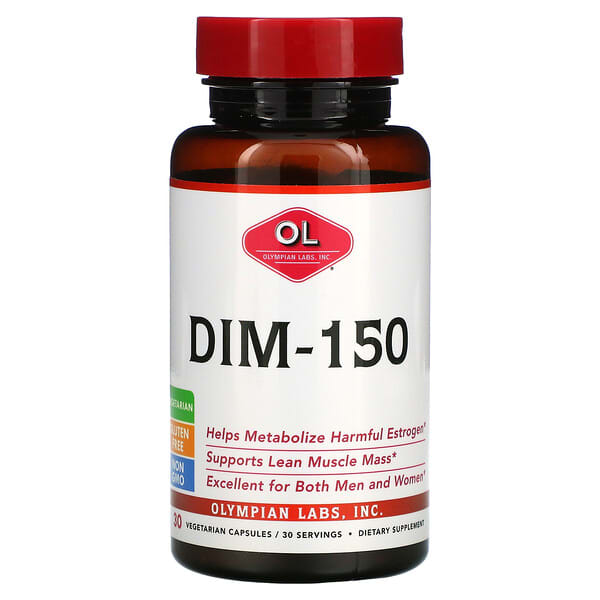 OL
OLYMPIAN LABS, INC.
®
DIM-150
GLUTEN
FREE
NON
GMO
Helps Metabolize Harmful Estrogen*
Supports Lean Muscle Mass*
Excellent for Both Men and Women*
OLYMPIAN LABS, INC.
30 VEGETARIAN CAPSULES / 30 SERVINGS • DIETARY SUPPLEMENT